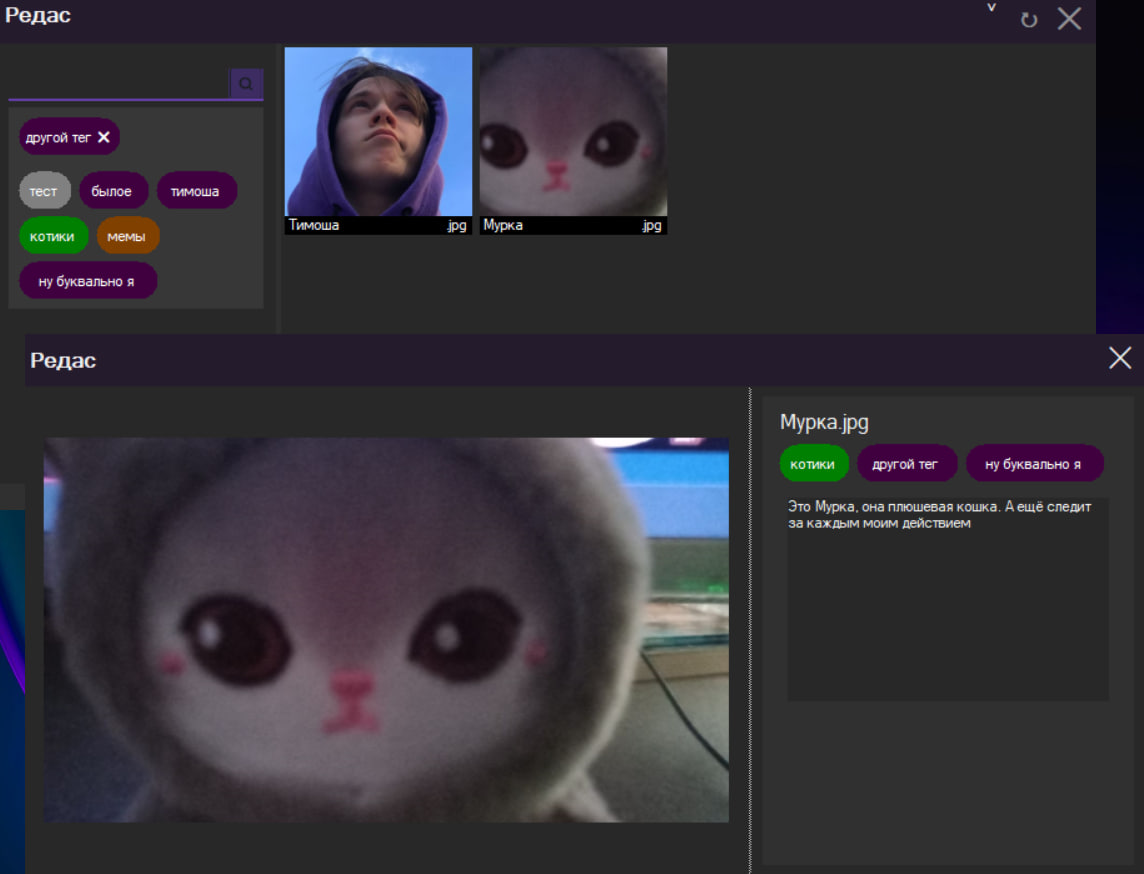 Редас
другой тег
тест былое тимоша
котики мемы
ну буквально я
Тимоша .jpg
Мурка .jpg
Редас
Мурка.jpg
котики другой тег ну буквально я
Это Мурка, она плюшевая кошка. А ещё следит
за каждым моим действием